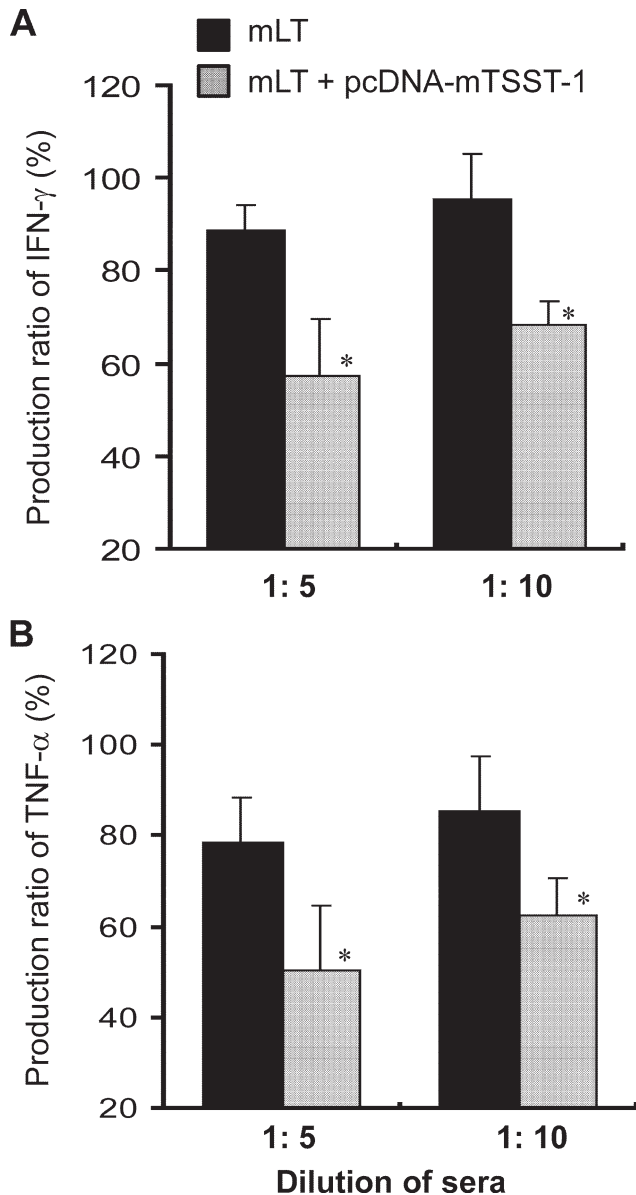 A
mLT
mLT + pcDNA-mTSST-1
Production ratio of IFN-γ (%)
120
100
80
60
40
20
*
*
1: 5
1: 10
B
Production ratio of TNF-α (%)
120
100
80
60
40
20
*
*
1: 5
1: 10
Dilution of sera